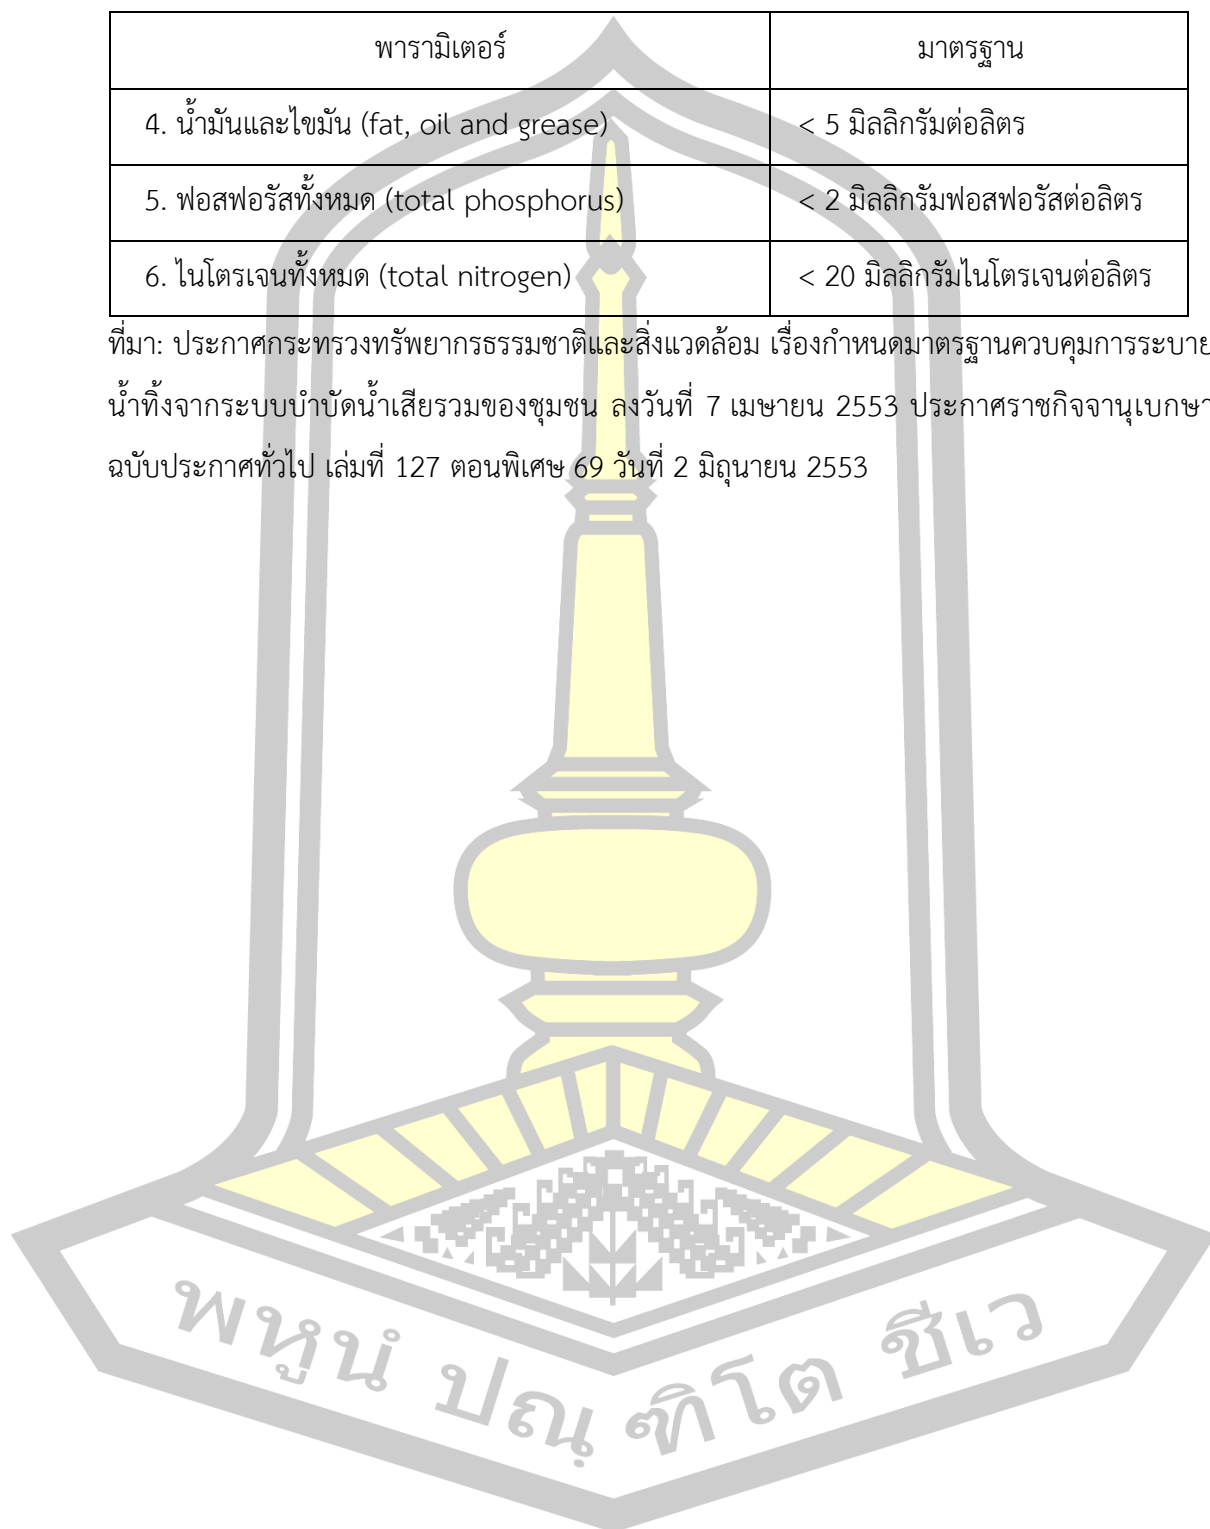 พารามิเตอร์ มาตรฐาน
4. น้ำมันและไขมัน (fat, oil and grease) < 5 มิลลิกรัมต่อลิตร
5. ฟอสฟอรัสทั้งหมด (total phosphorus) < 2 มิลลิกรัมฟอสฟอรัสต่อลิตร
6. ไนโตรเจนทั้งหมด (total nitrogen) < 20 มิลลิกรัมไนโตรเจนต่อลิตร
ที่มา: ประกาศกระทรวงทรัพยากรธรรมชาติและสิ่งแวดล้อม เรื่องกำหนดมาตรฐานควบคุมการระบาย
น้ำทิ้งจากระบบบำบัดน้ำเสียรวมของชุมชน ลงวันที่ 7 เมษายน 2553 ประกาศราชกิจจานุเบกษา
ฉบับประกาศทั่วไป เล่มที่ 127 ตอนพิเศษ 69 วันที่ 2 มิถุนายน 2553
พหูนํ ปณฺฑิโต ชีเว